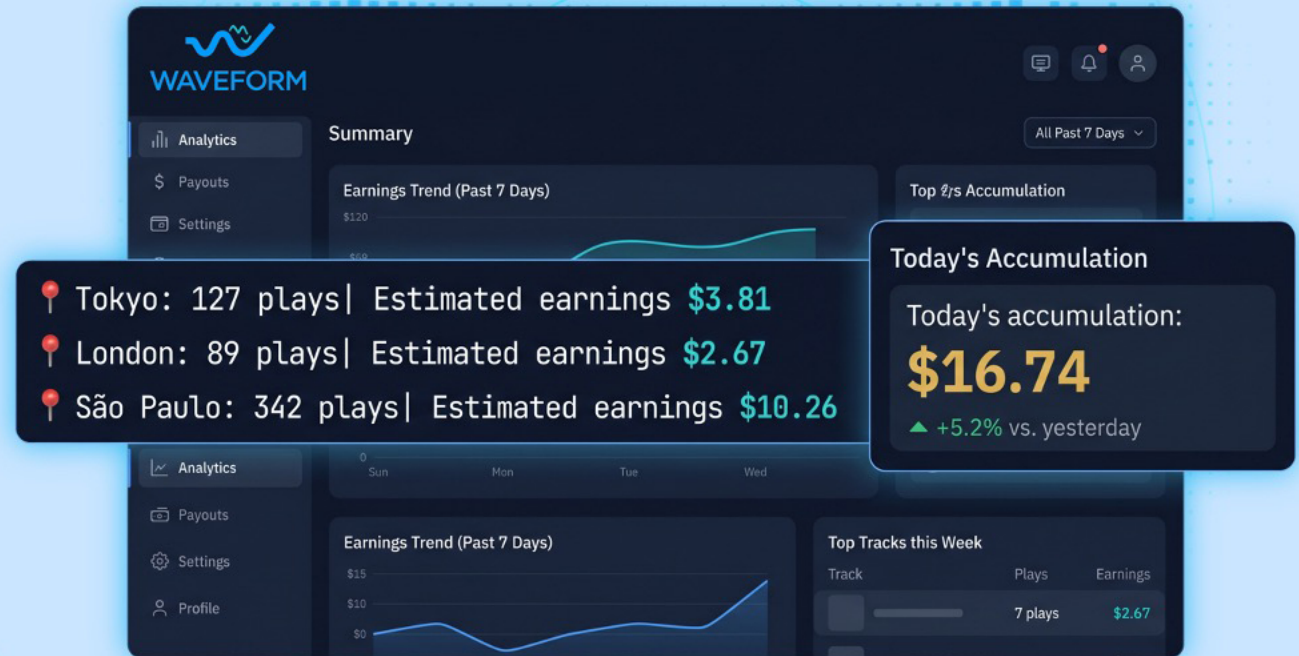 WAVEFORM
Analytics
Payouts
Settings
Summary
All Past 7 Days
Earnings Trend (Past 7 Days)
$120
Top Accumulation
Tokyo: 127 plays| Estimated earnings $3.81
London: 89 plays| Estimated earnings $2.67
São Paulo: 342 plays| Estimated earnings $10.26
Today's Accumulation
Today's accumulation:
$16.74
+5.2% vs. yesterday
0
Sun Mon Tue Wed
Analytics
Payouts
Settings
Profile
Earnings Trend (Past 7 Days)
$15
$10
$0
Top Tracks this Week
Track Plays Earnings
7 plays $2.67